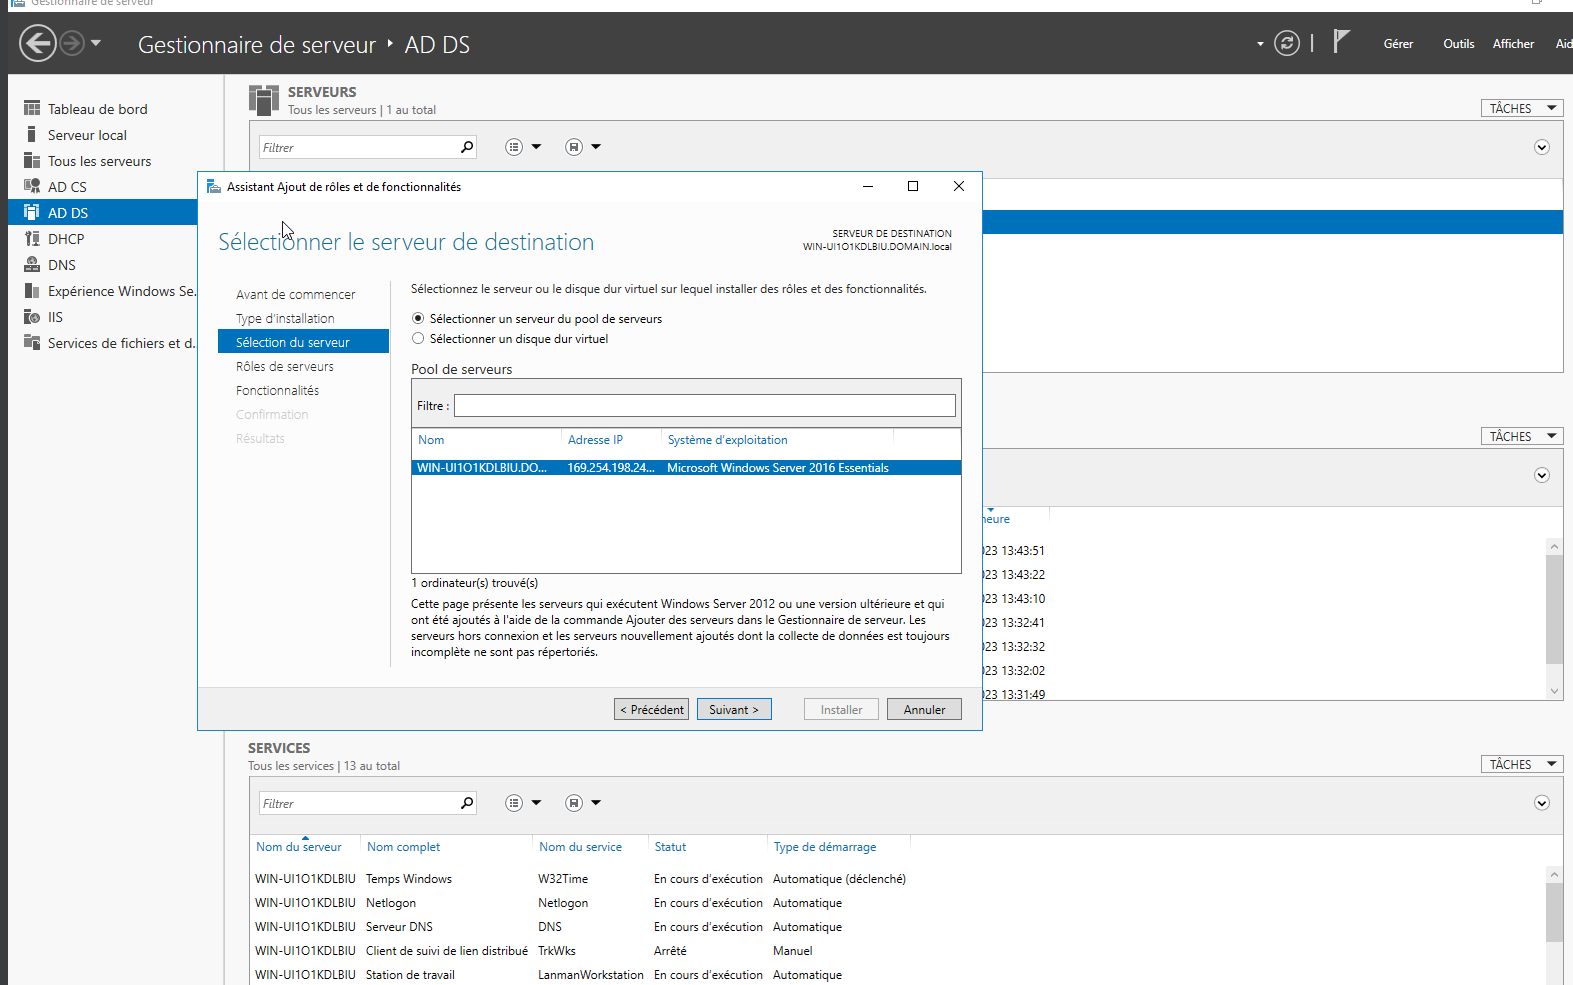 Gestionnaire de serveur
Gestionnaire de serveur ‣ AD DS
Gérer
Outils
Afficher
Aid
Tableau de bord
Serveur local
Tous les serveurs
AD CS
AD DS
DHCP
DNS
Expérience Windows Se.
IIS
Services de fichiers et d..
SERVEURS
Tous les serveurs | 1 au total
TÂCHES
Filtrer
Assistant Ajout de rôles et de fonctionnalités
Sélectionner le serveur de destination
SERVEUR DE DESTINATION
WIN-UI1O1KDLBIU.DOMAIN.local
Avant de commencer
Type d'installation
Sélection du serveur
Rôles de serveurs
Fonctionnalités
Confirmation
Résultats
Sélectionnez le serveur ou le disque dur virtuel sur lequel installer des rôles et des fonctionnalités.
Sélectionner un serveur du pool de serveurs
Sélectionner un disque dur virtuel
Pool de serveurs
Filtre :
Nom Adresse IP Système d'exploitation
WIN-UI1O1KDLBIU.DO... 169.254.198.24... Microsoft Windows Server 2016 Essentials
1 ordinateur(s) trouvé(s)
Cette page présente les serveurs qui exécutent Windows Server 2012 ou une version ultérieure et qui
ont été ajoutés à l'aide de la commande Ajouter des serveurs dans le Gestionnaire de serveur. Les
serveurs hors connexion et les serveurs nouvellement ajoutés dont la collecte de données est toujours
incomplète ne sont pas répertoriés.
< Précédent
Suivant >
Installer
Annuler
TÂCHES
heure
023 13:43:51
023 13:43:22
023 13:43:10
023 13:32:41
023 13:32:32
023 13:32:02
023 13:31:49
SERVICES
Tous les services | 13 au total
TÂCHES
Filtrer
Nom du serveur Nom complet Nom du service Statut Type de démarrage
WIN-UI1O1KDLBIU Temps Windows W32Time En cours d'exécution Automatique (déclenché)
WIN-UI1O1KDLBIU Netlogon Netlogon En cours d'exécution Automatique
WIN-UI1O1KDLBIU Serveur DNS DNS En cours d'exécution Automatique
WIN-UI1O1KDLBIU Client de suivi de lien distribué TrkWks Arrêté Manuel
WIN-UI1O1KDLBIU Station de travail LanmanWorkstation En cours d'exécution Automatique